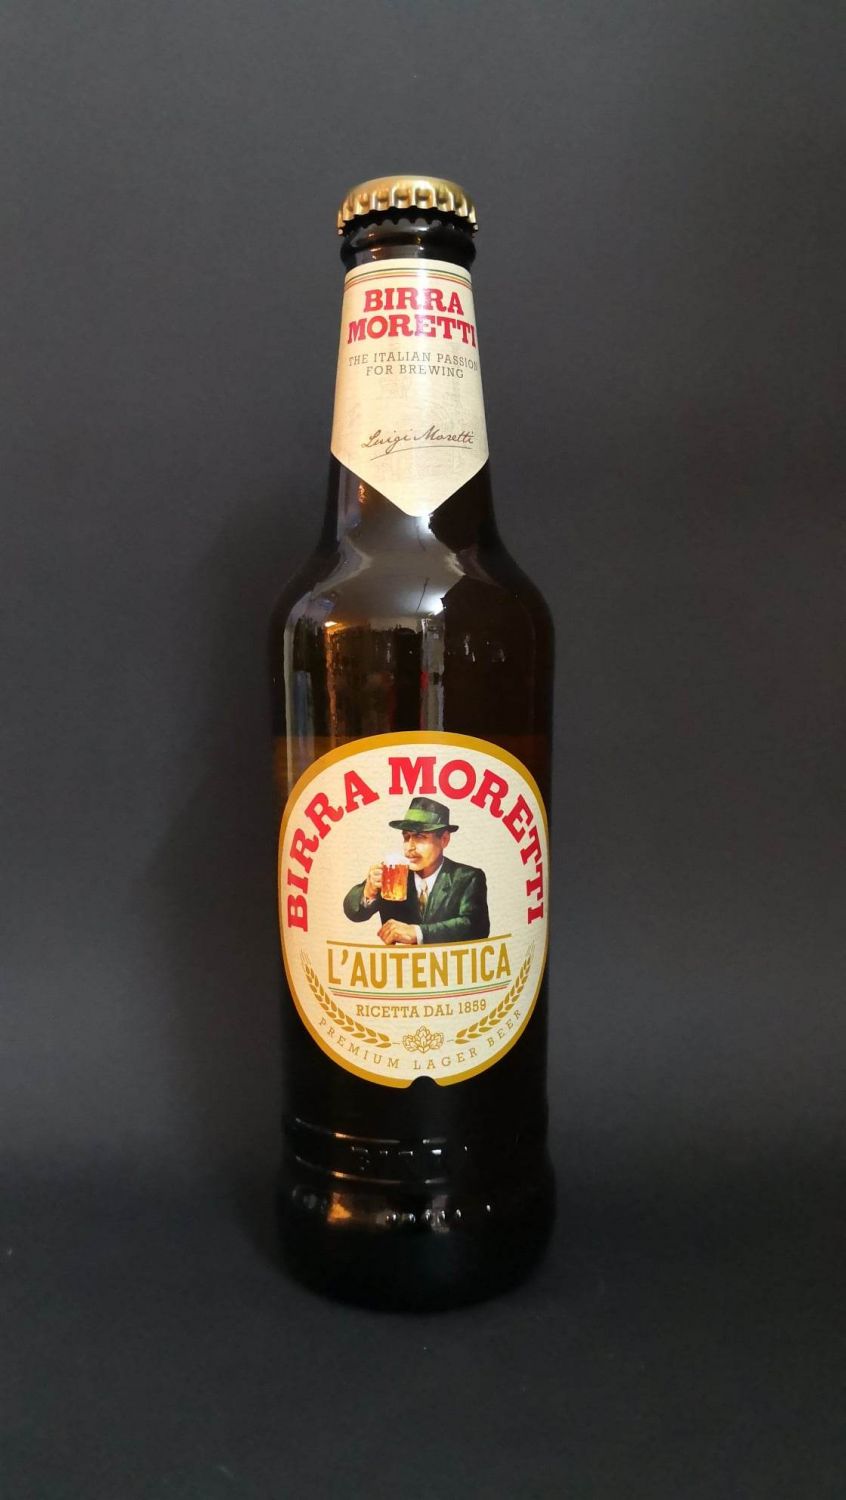 BIRRA
MORETTI
THE ITALIAN PASSION
FOR BREWING
Luigi Moretti
BIRRA MORETTI
L'AUTENTICA
RICETTA DAL 1859
PREMIUM LAGER BEER